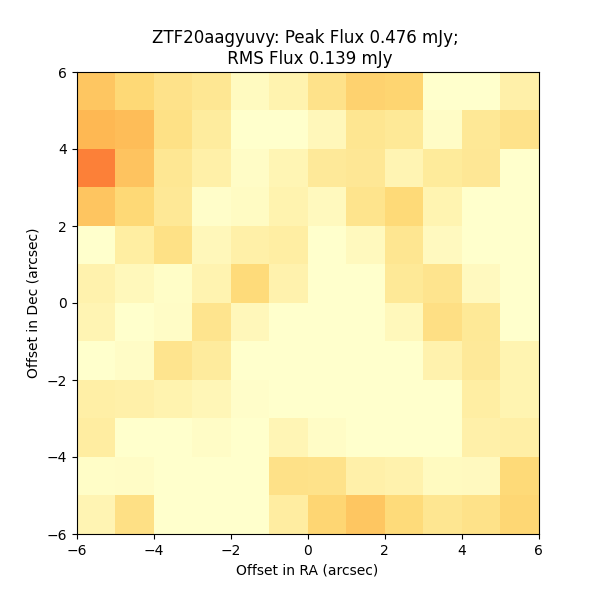 ZTF20aagyuvy: Peak Flux 0.476 mJy;
RMS Flux 0.139 mJy
6
4
2
0
−2
−4
−6
Offset in Dec (arcsec)
−6 −4 −2 0 2 4 6
Offset in RA (arcsec)